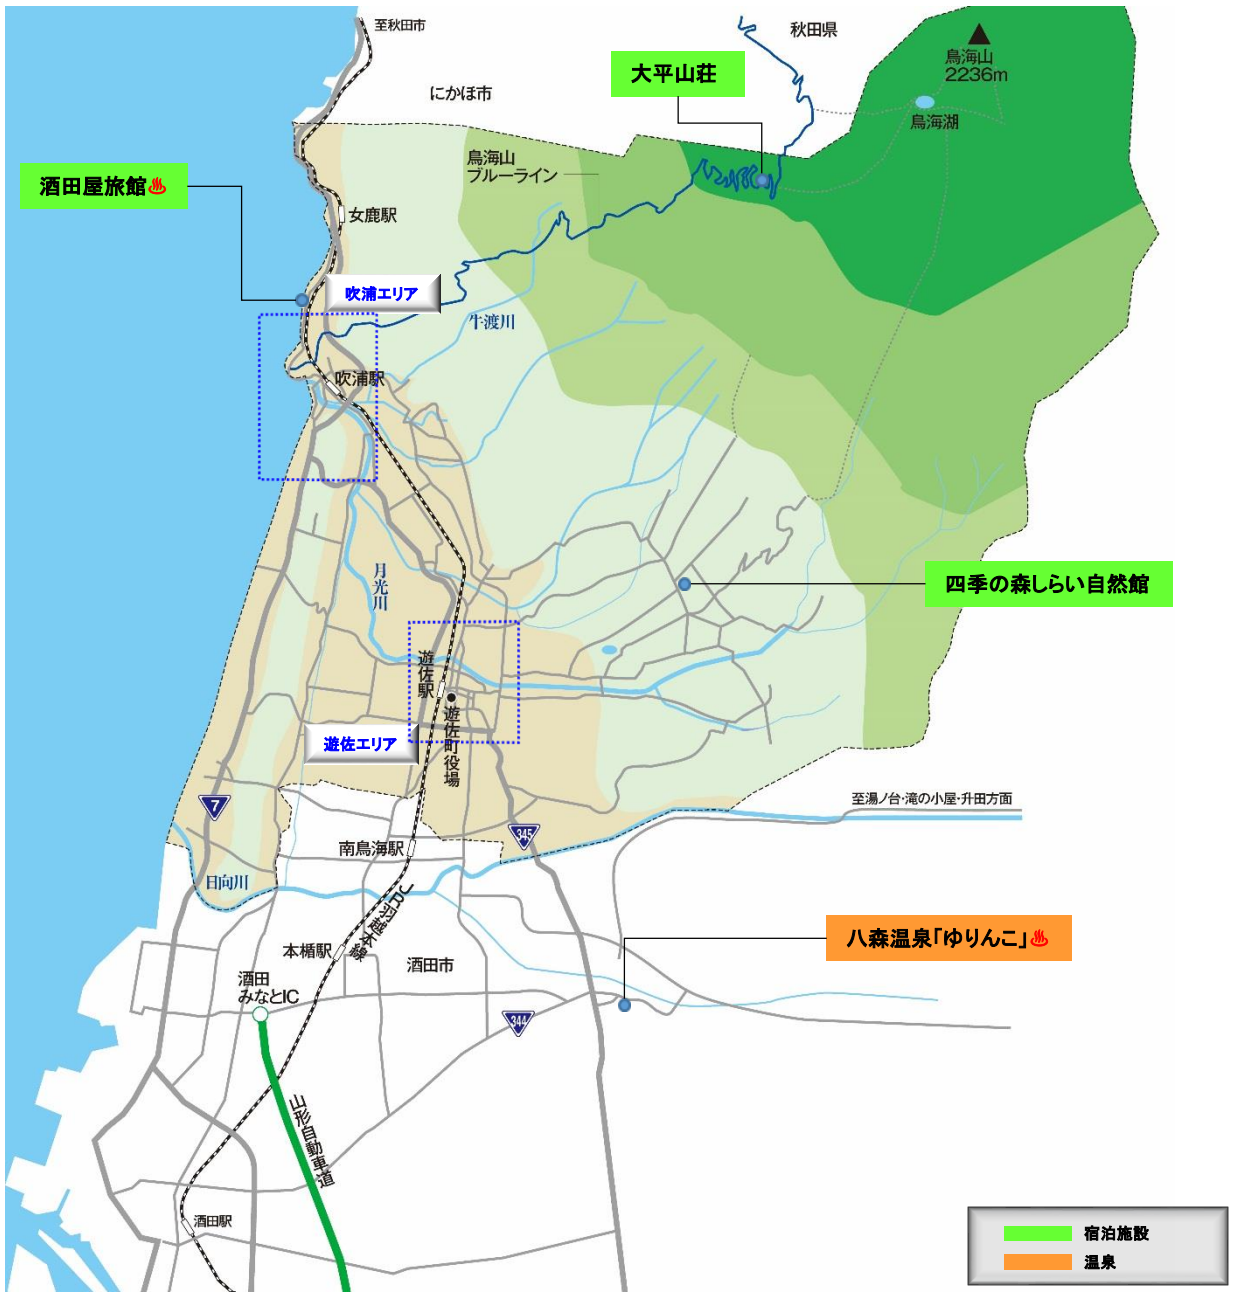 至秋田市
秋田県
鳥海山
2236m
大平山荘
にかほ市
鳥海湖
鳥海山
ブルーライン
酒田屋旅館♨
女鹿駅
吹浦エリア
牛渡川
吹浦駅
月光川
四季の森しらい自然館
遊佐駅
遊佐町役場
遊佐エリア
7
至湯ノ台・滝の小屋・升田方面
345
南鳥海駅
日向川
JR羽越本線
八森温泉「ゆりんこ」♨
本楯駅
酒田市
酒田
みなとIC
344
山形自動車道
酒田駅
宿泊施設
温泉